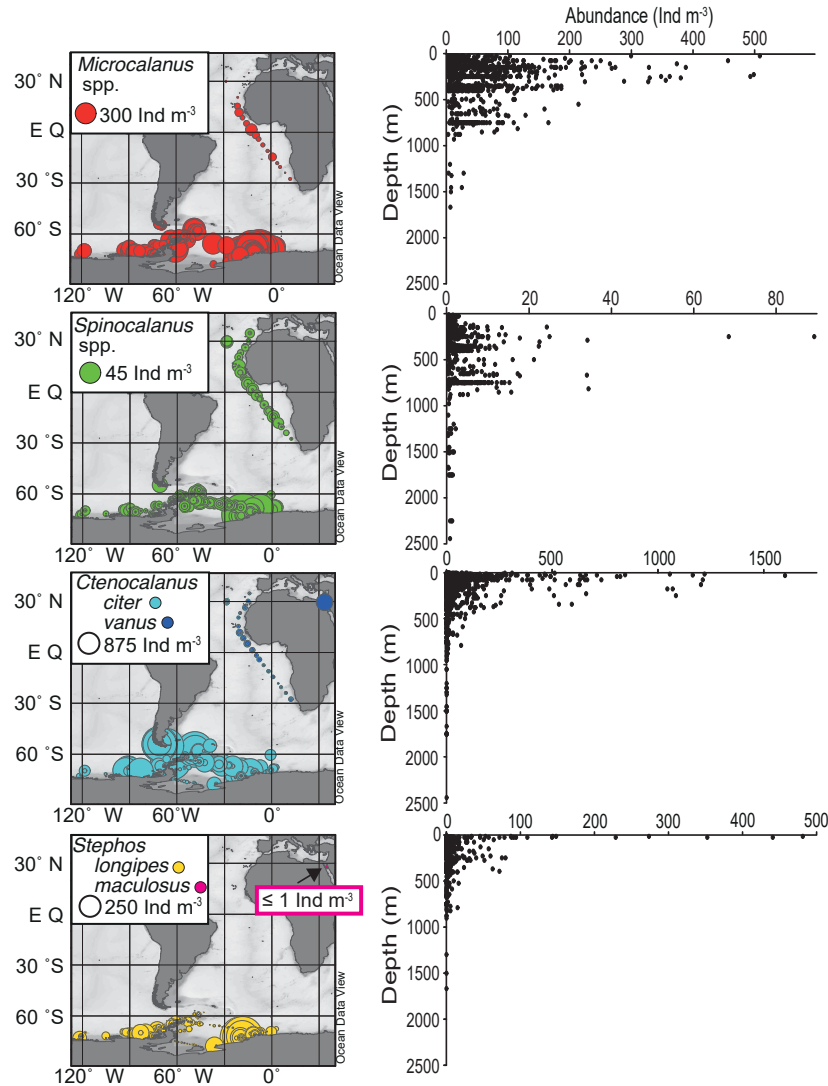 Abundance (Ind m-3)
Microcalanus
spp.
300 Ind m-3
30° N
E Q
30 °S
60°S
120° W 60° W 0°
Ocean Data View
0 100 200 300 400 500
0
500
1000
1500
2000
2500
Depth (m)
Spinocalanus
spp.
45 Ind m-3
30° N
E Q
30 °S
60°S
120° W 60° W 0°
Ocean Data View
0 20 40 60 80
0
500
1000
1500
2000
2500
Depth (m)
Ctenocalanus
citer
vanus
875 Ind m-3
30° N
E Q
30 °S
60°S
120° W 60° W 0°
Ocean Data View
0 500 1000 1500
0
500
1000
1500
2000
2500
Depth (m)
Stephos
longipes
maculosus
250 Ind m-3
≤ 1 Ind m-3
30° N
E Q
30 °S
60°S
120° W 60° W 0°
Ocean Data View
0 100 200 300 400 500
0
500
1000
1500
2000
2500
Depth (m)